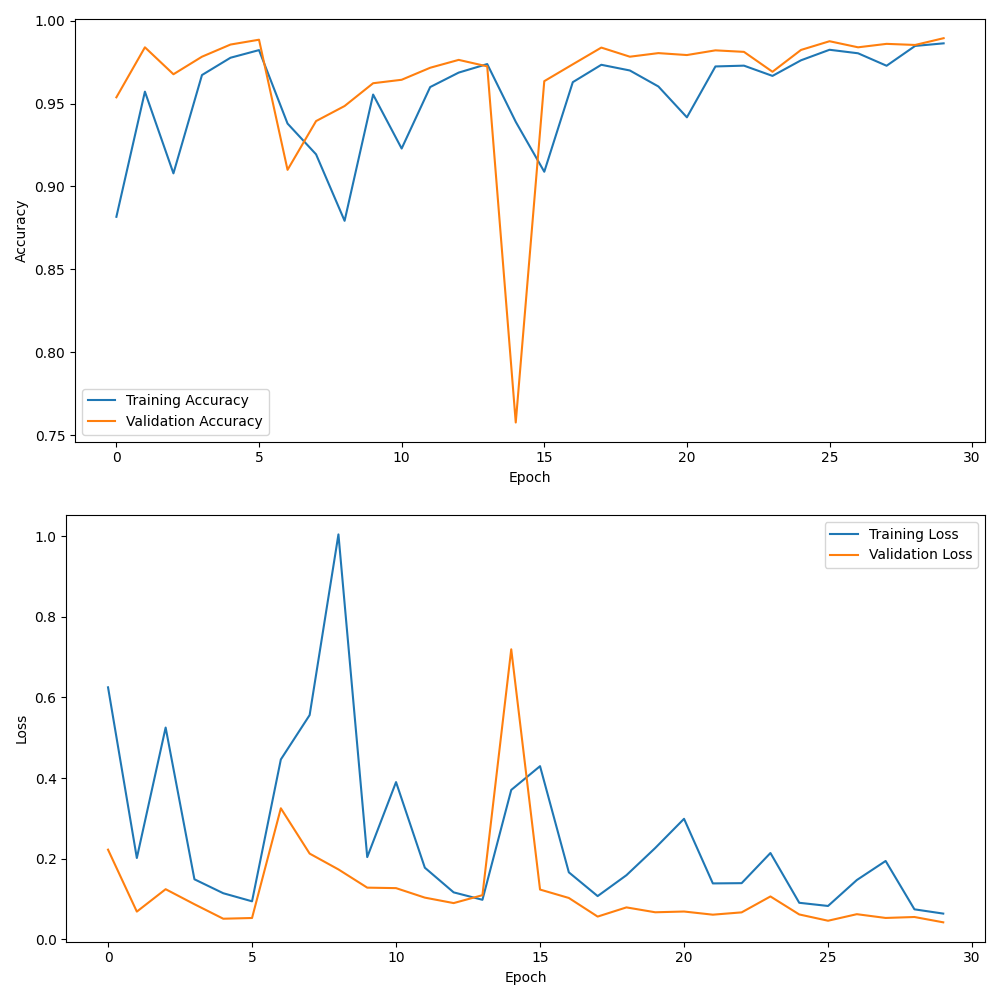 1.00
0.95
0.90
0.85
0.80
0.75
Accuracy
Training Accuracy
Validation Accuracy
0 5 10 15 20 25 30
Epoch
1.0
0.8
0.6
0.4
0.2
0.0
Loss
Training Loss
Validation Loss
0 5 10 15 20 25 30
Epoch